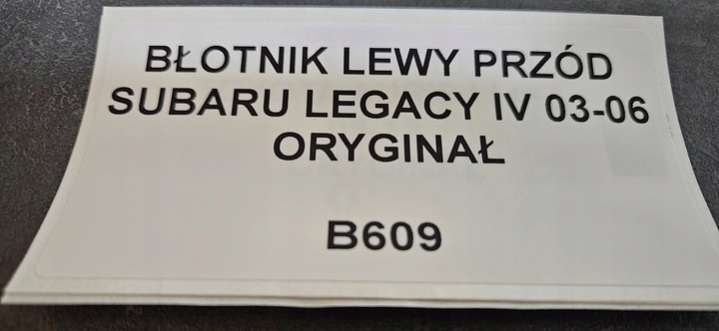 BŁOTNIK LEWY PRZÓD
SUBARU LEGACY IV 03-06
ORYGINAŁ
B609